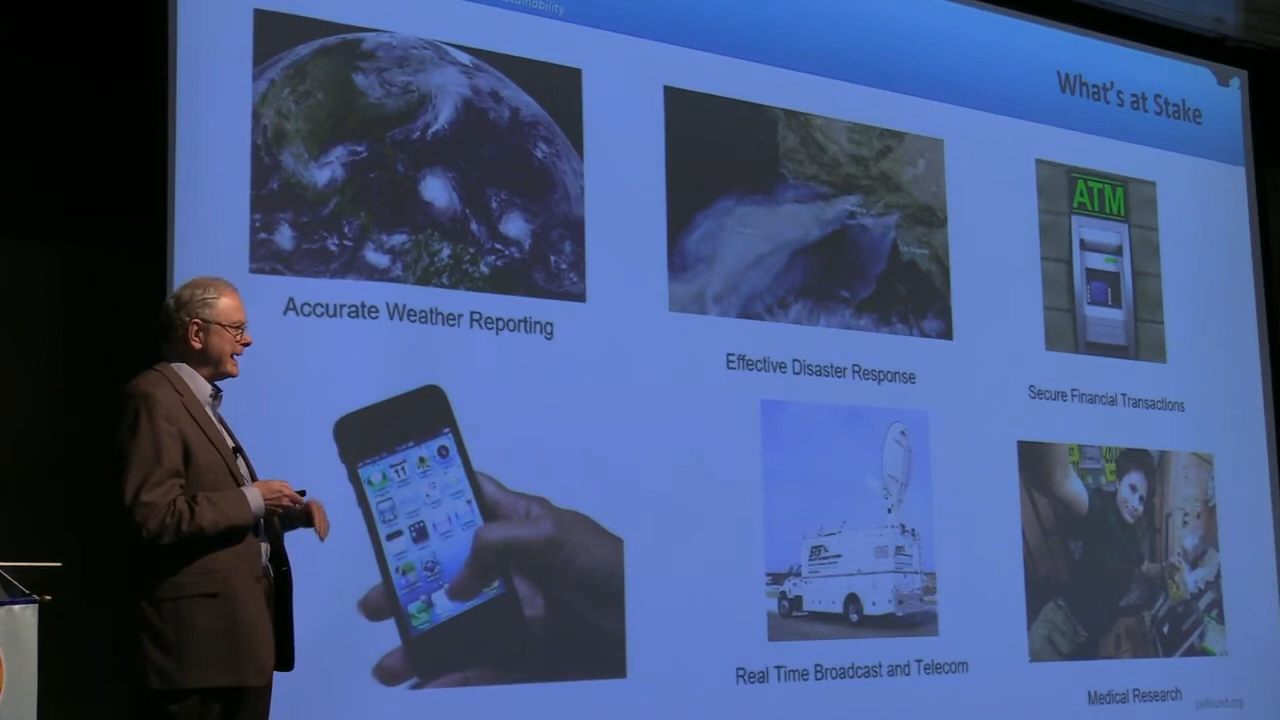 What's at Stake
ATM
Accurate Weather Reporting
Effective Disaster Response
Secure Financial Transactions
11
Real Time Broadcast and Telecom
Medical Research